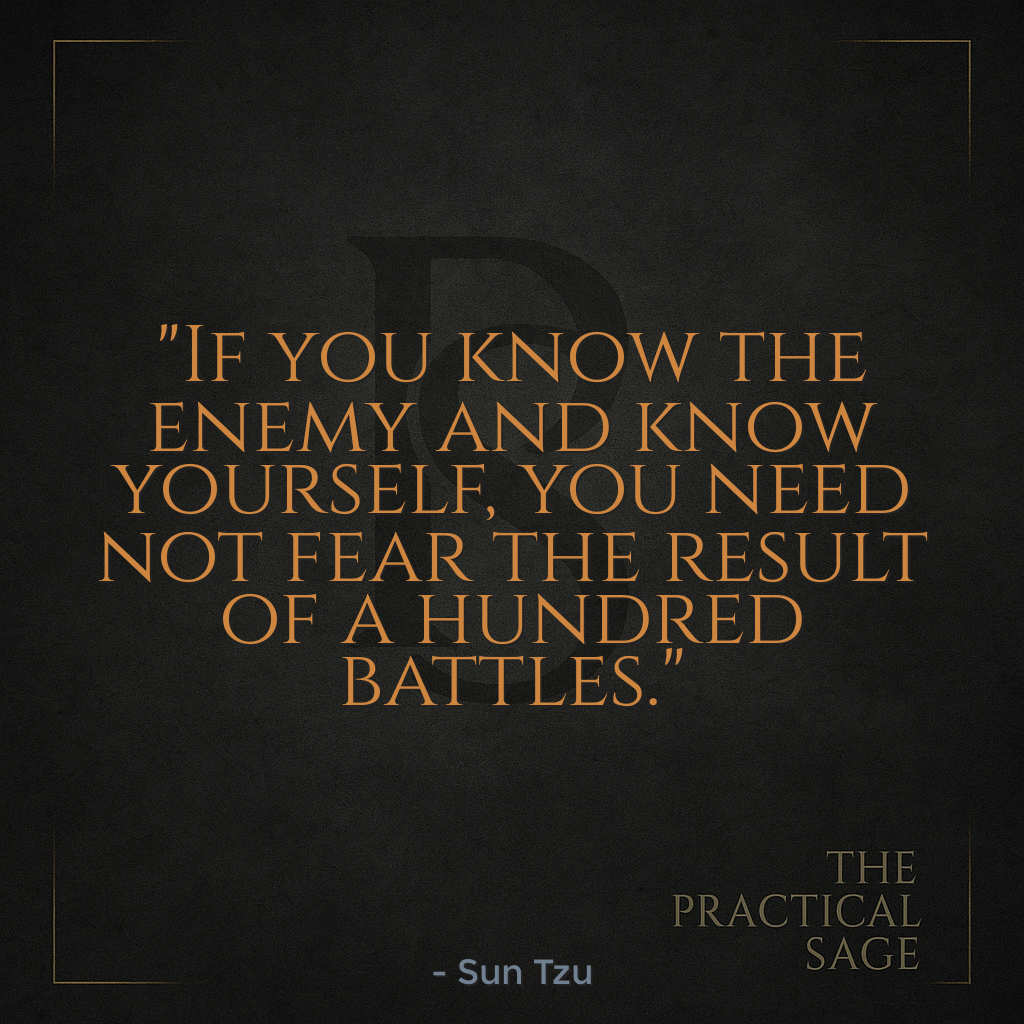 "If you know the
enemy and know
yourself, you need
not fear the result
of a hundred
battles."
THE
PRACTICAL
SAGE
- Sun Tzu